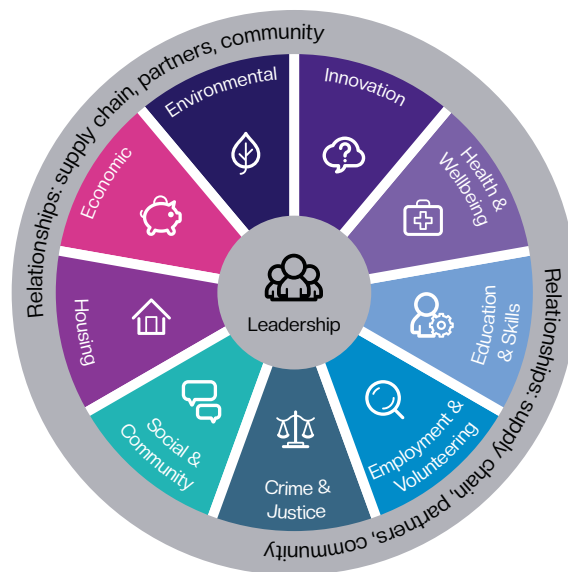 Relationships: supply chain, partners, community
Environmental
Innovation
Health &
Wellbeing
Education
& Skills
Employment &
Volunteering
Crime &
Justice
Social &
Community
Housing
Economic
Leadership
Relationships: supply chain, partners, community